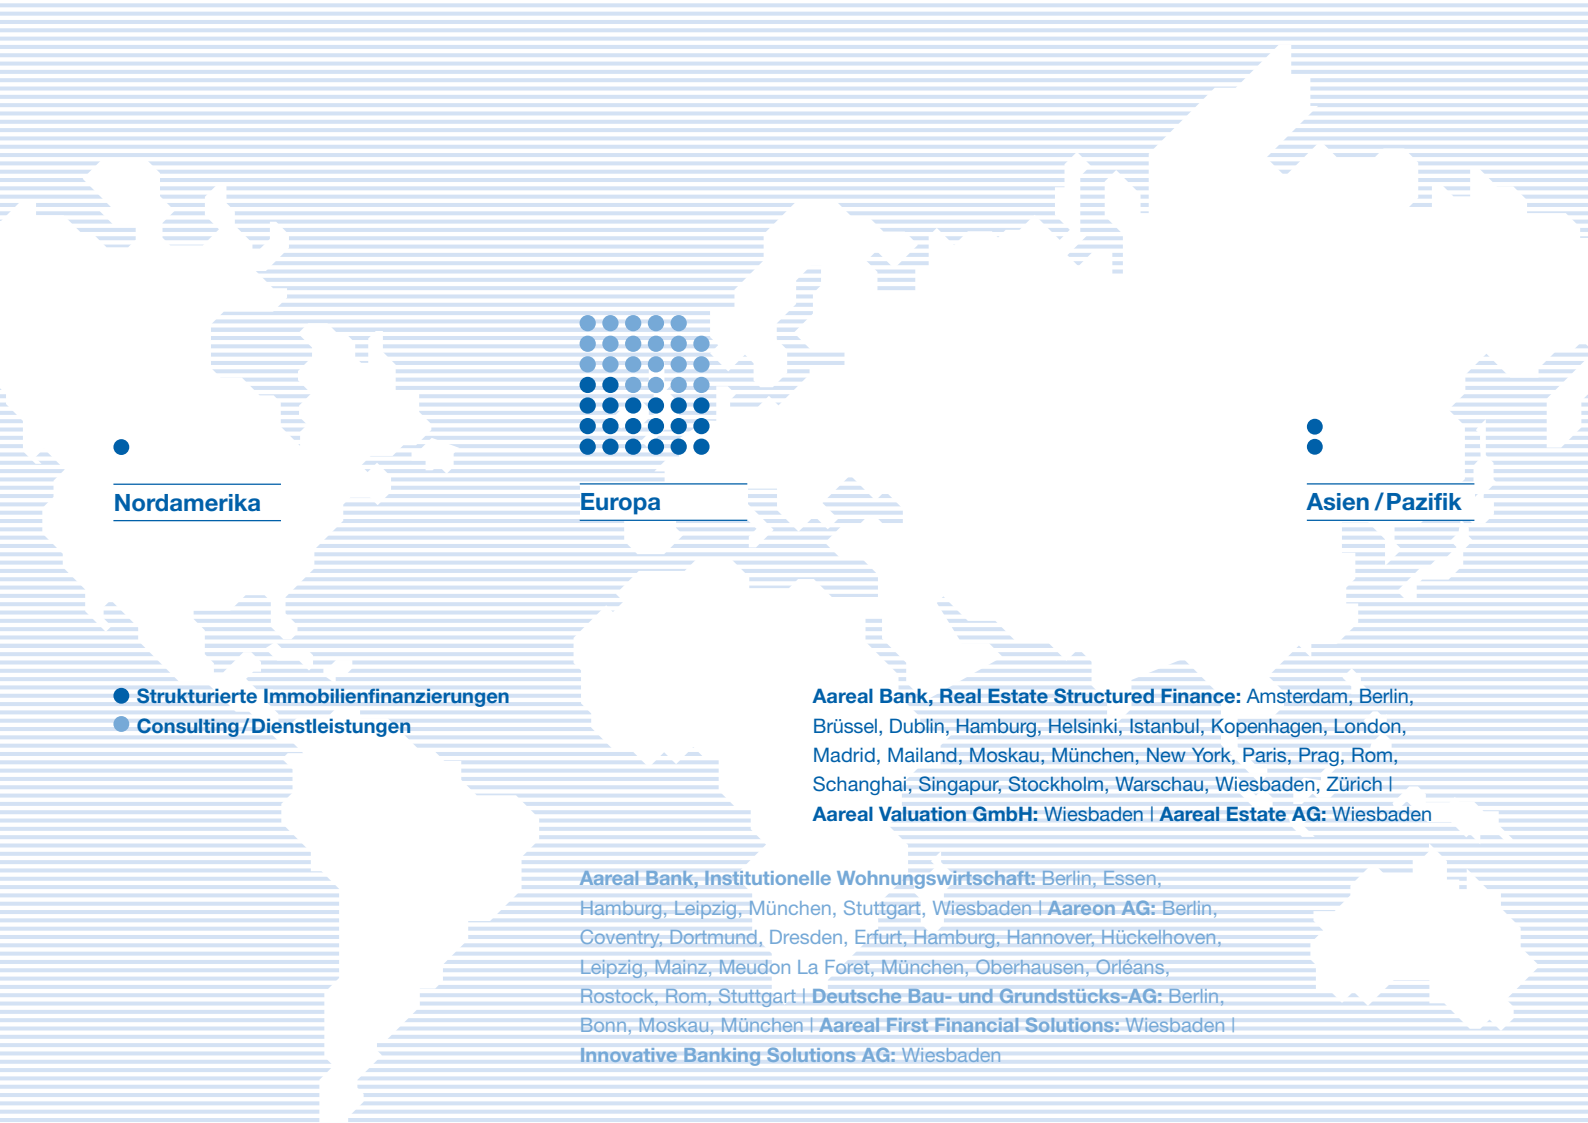 Nordamerika
Europa
Asien / Pazifik
Strukturierte Immobilienfinanzierungen
Consulting / Dienstleistungen
Aareal Bank, Real Estate Structured Finance: Amsterdam, Berlin,
Brüssel, Dublin, Hamburg, Helsinki, Istanbul, Kopenhagen, London,
Madrid, Mailand, Moskau, München, New York, Paris, Prag, Rom,
Schanghai, Singapur, Stockholm, Warschau, Wiesbaden, Zürich |
Aareal Valuation GmbH: Wiesbaden | Aareal Estate AG: Wiesbaden
Aareal Bank, Institutionelle Wohnungswirtschaft: Berlin, Essen,
Hamburg, Leipzig, München, Stuttgart, Wiesbaden | Aareon AG: Berlin,
Coventry, Dortmund, Dresden, Erfurt, Hamburg, Hannover, Hückelhoven,
Leipzig, Mainz, Meudon La Foret, München, Oberhausen, Orléans,
Rostock, Rom, Stuttgart | Deutsche Bau- und Grundstücks-AG: Berlin,
Bonn, Moskau, München | Aareal First Financial Solutions: Wiesbaden |
Innovative Banking Solutions AG: Wiesbaden